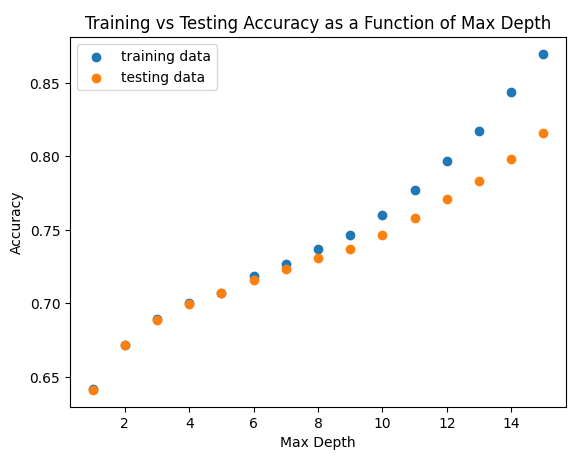 Training vs Testing Accuracy as a Function of Max Depth
training data
testing data
0.85
0.80
0.75
0.70
0.65
Accuracy
2 4 6 8 10 12 14
Max Depth